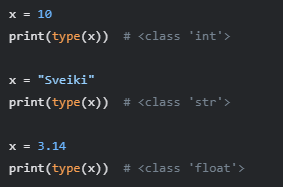 x = 10
print(type(x))  # <class 'int'>
x = "Sveiki"
print(type(x))  # <class 'str'>
x = 3.14
print(type(x))  # <class 'float'>